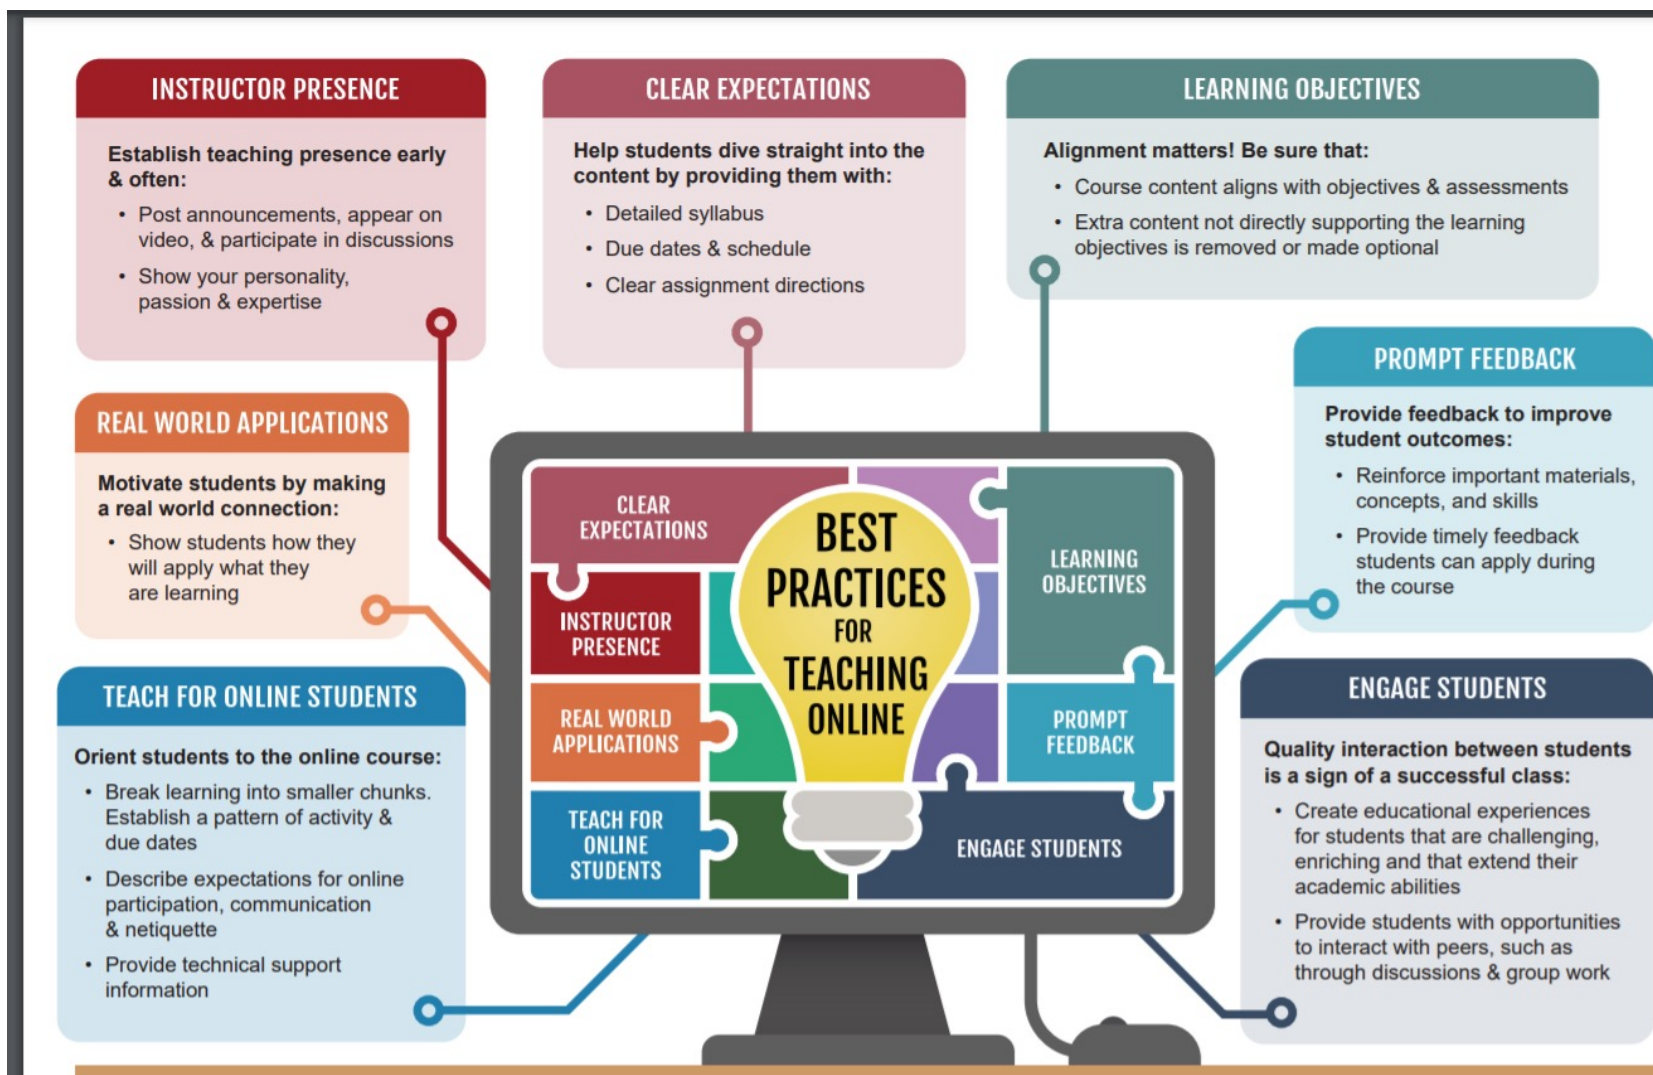 INSTRUCTOR PRESENCE
Establish teaching presence early
& often:
• Post announcements, appear on
video, & participate in discussions
• Show your personality,
passion & expertise
CLEAR EXPECTATIONS
Help students dive straight into the
content by providing them with:
• Detailed syllabus
• Due dates & schedule
• Clear assignment directions
LEARNING OBJECTIVES
Alignment matters! Be sure that:
• Course content aligns with objectives & assessments
• Extra content not directly supporting the learning
objectives is removed or made optional
REAL WORLD APPLICATIONS
Motivate students by making
a real world connection:
• Show students how they
will apply what they
are learning
PROMPT FEEDBACK
Provide feedback to improve
student outcomes:
• Reinforce important materials,
concepts, and skills
• Provide timely feedback
students can apply during
the course
TEACH FOR ONLINE STUDENTS
Orient students to the online course:
• Break learning into smaller chunks.
Establish a pattern of activity &
due dates
• Describe expectations for online
participation, communication
& netiquette
• Provide technical support
information
ENGAGE STUDENTS
Quality interaction between students
is a sign of a successful class:
• Create educational experiences
for students that are challenging,
enriching and that extend their
academic abilities
• Provide students with opportunities
to interact with peers, such as
through discussions & group work
CLEAR
EXPECTATIONS
INSTRUCTOR
PRESENCE
REAL WORLD
APPLICATIONS
TEACH FOR
ONLINE
STUDENTS
BEST
PRACTICES
FOR
TEACHING
ONLINE
LEARNING
OBJECTIVES
PROMPT
FEEDBACK
ENGAGE STUDENTS